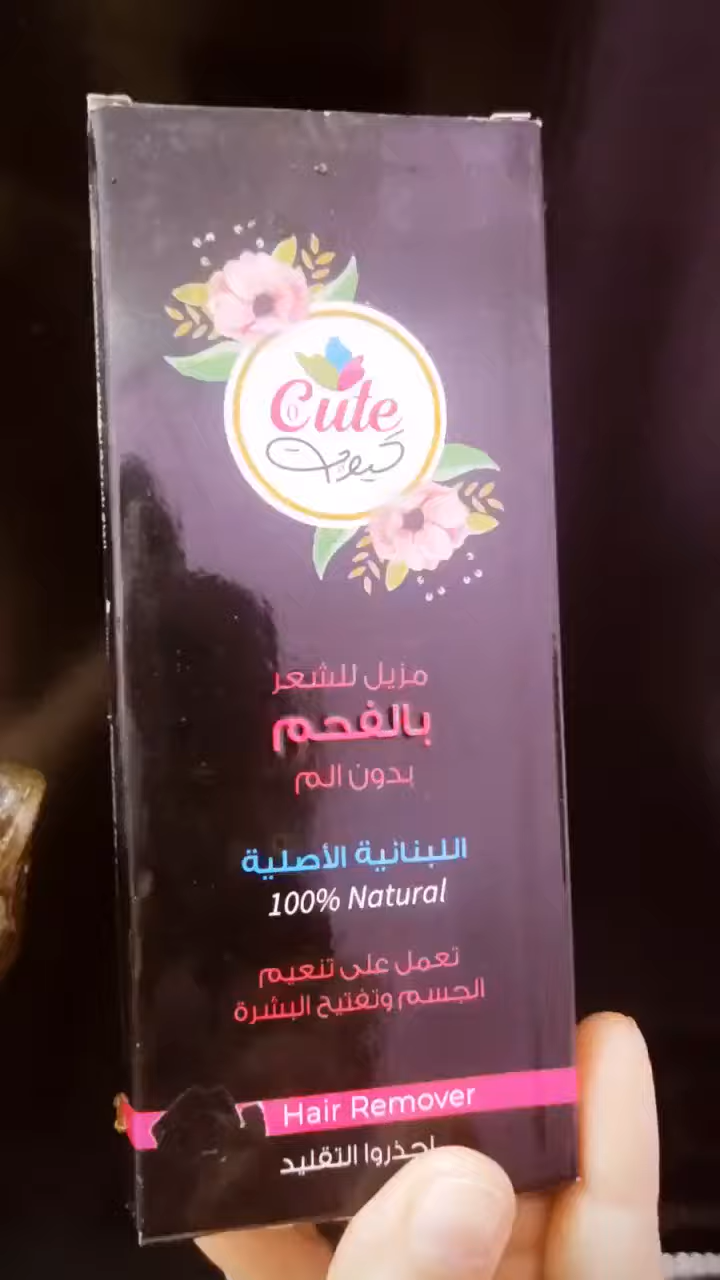 Cute
كيوت
مزيل للشعر
بالفحم
بدون الم
اللبنانية الأصلية
100% Natural
تعمل على تنعيم
الجسم وتفتيح البشرة
Hair Remover
احذروا التقليد